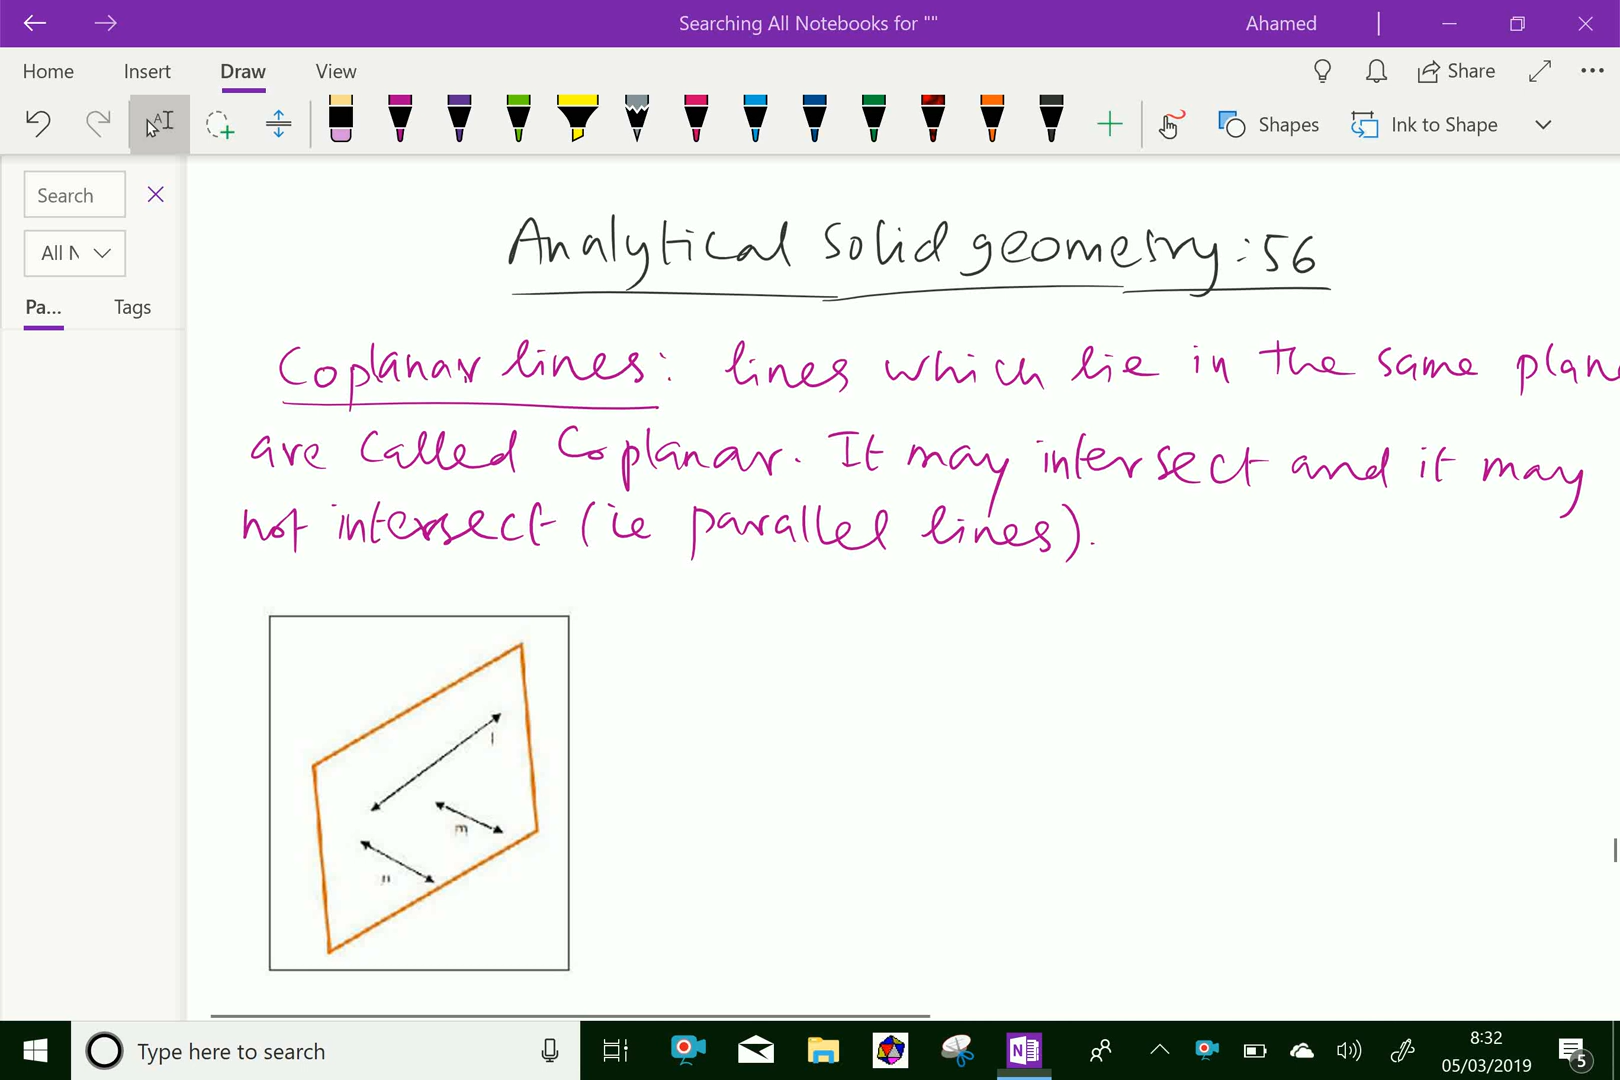 Searching All Notebooks for ""
Ahamed
Home Insert Draw View
Share
Shapes
Ink to Shape
Search
All N
Pa... Tags
Analytical Solid geometry: 56
Coplanar lines: lines which lie in the same plan
are called Coplanar. It may intersect and it may
not intersect (ie parallel lines).
l
m
n
Type here to search
N
8:32
05/03/2019
5